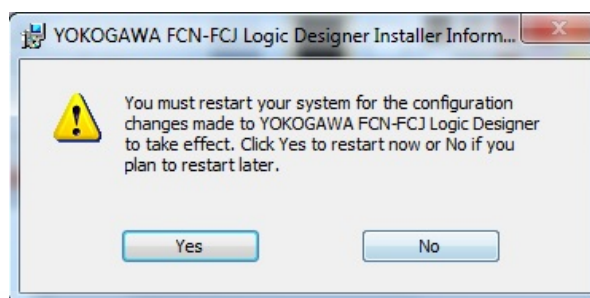 YOKOGAWA FCN-FCJ Logic Designer Installer Inform...
You must restart your system for the configuration
changes made to YOKOGAWA FCN-FCJ Logic Designer
to take effect. Click Yes to restart now or No if you
plan to restart later.
Yes No